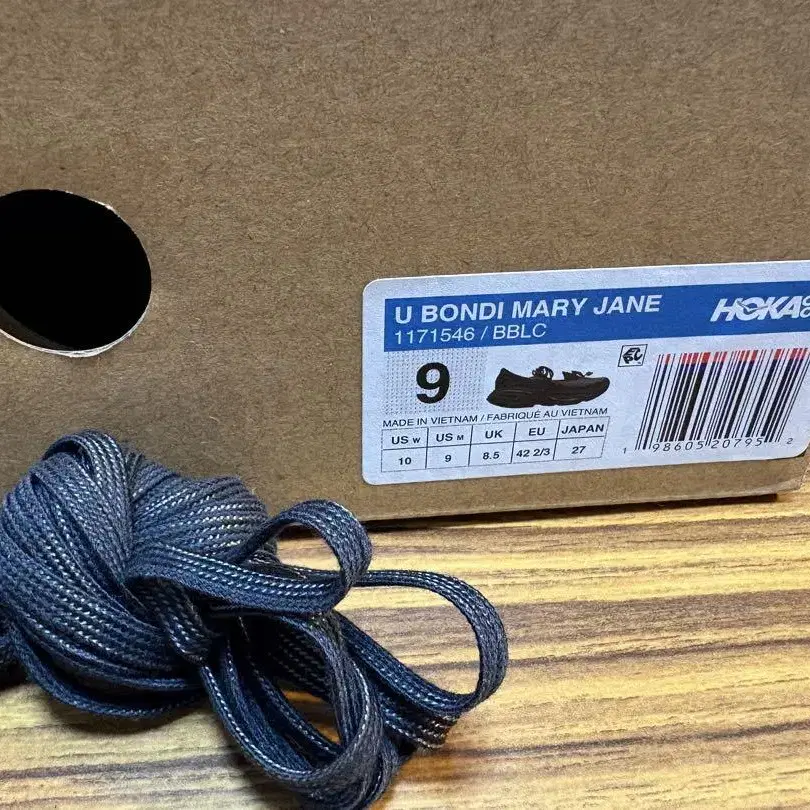 U BONDI MARY JANE
HOKA
1171546 / BBLC
9
MADE IN VIETNAM / FABRIQUÉ AU VIETNAM
US W US M UK EU JAPAN
10 9 8.5 42 2/3 27
1 98605 20795 2